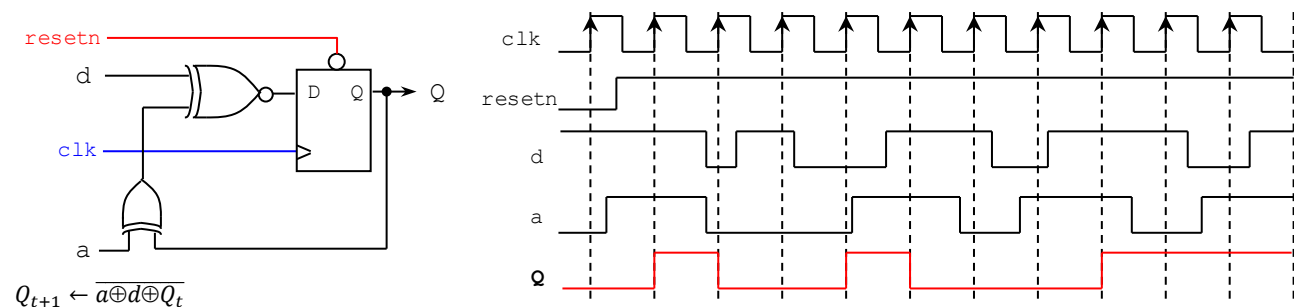 resetn
d
D Q
Q
clk
a
Q_{t+1} ← \overline{a⊕d⊕Q_t}
clk
resetn
d
a
Q